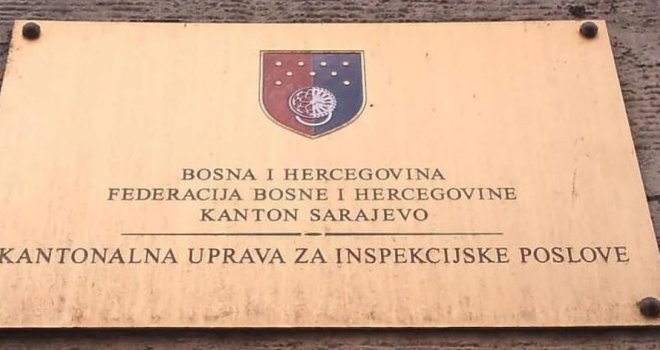 BOSNA I HERCEGOVINA
FEDERACIJA BOSNE I HERCEGOVINE
KANTON SARAJEVO
KANTONALNA UPRAVA ZA INSPEKCIJSKE POSLOVE